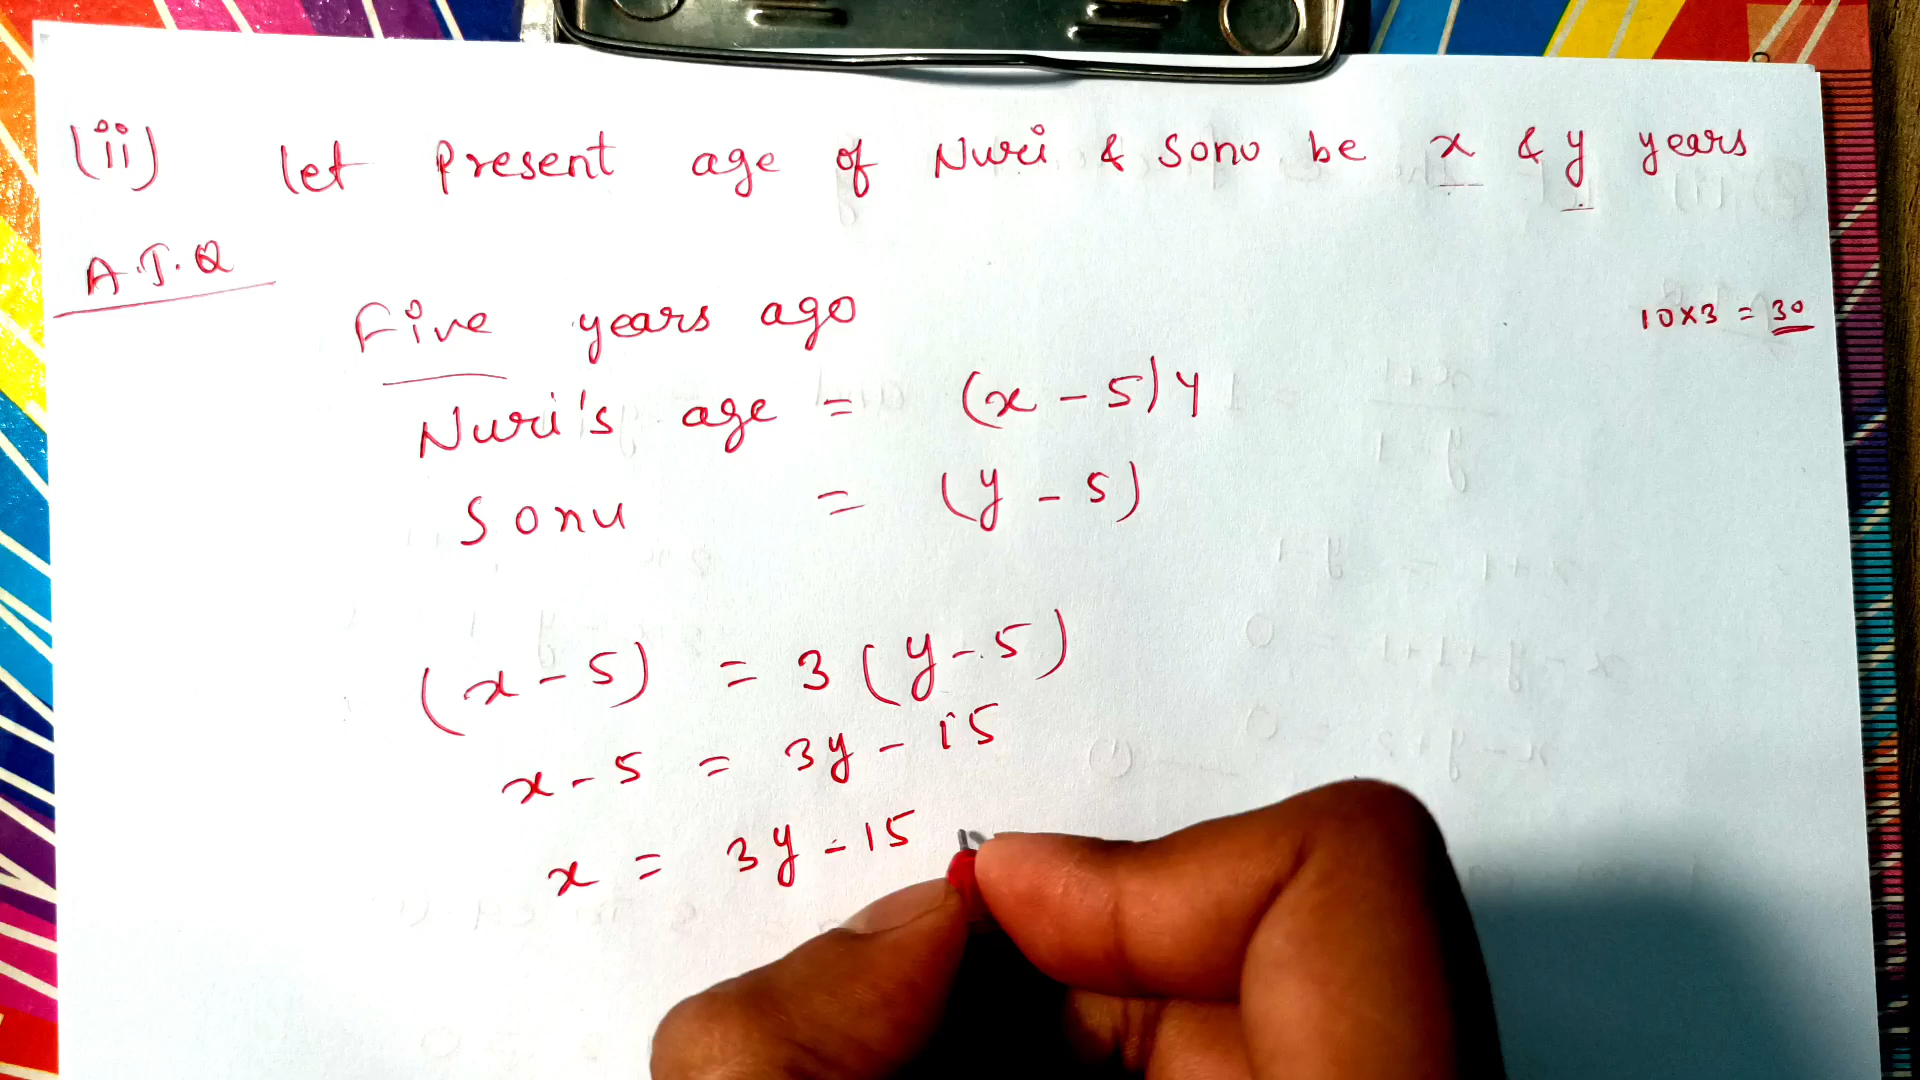 (ii) let Present age of Nuri & Sonu be x & y years
A.T.Q
Five years ago
10×3 = 30
Nuri's age = (x - 5) y
Sonu = (y - 5)
(x - 5) = 3 (y - 5)
x - 5 = 3y - 15
x = 3y - 15